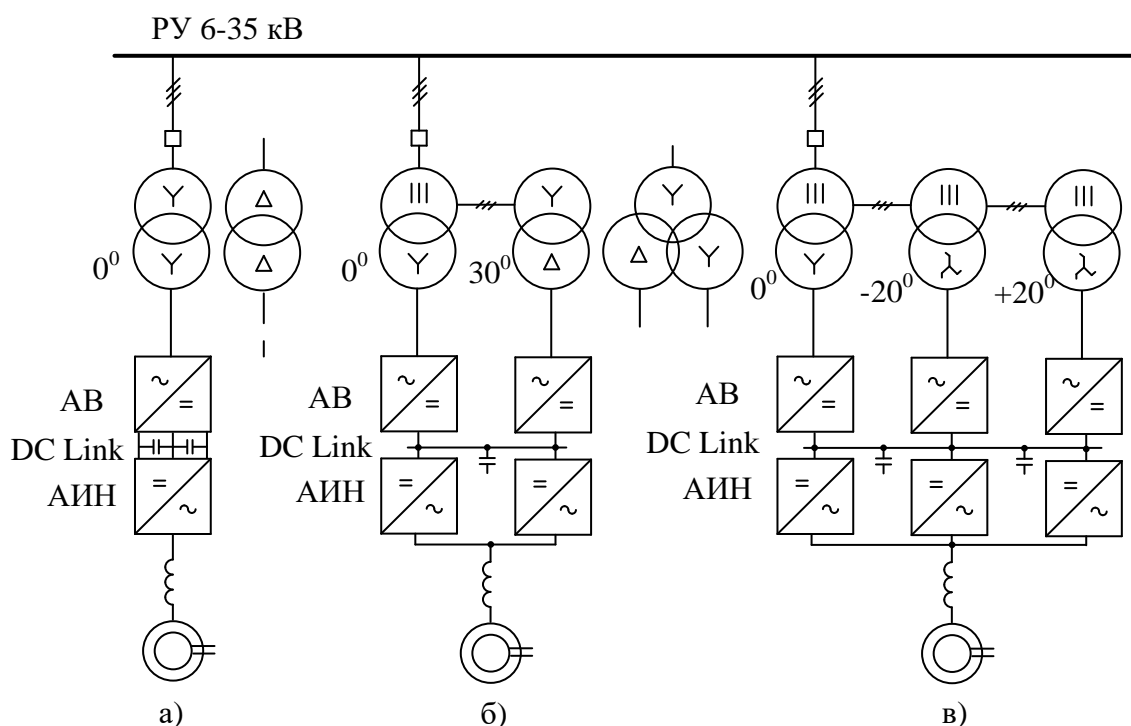 РУ 6-35 кВ
0⁰ 0⁰ 30⁰ 0⁰ -20⁰ +20⁰
АВ АВ АВ
DC Link DC Link DC Link
АИН АИН АИН
а) б) в)